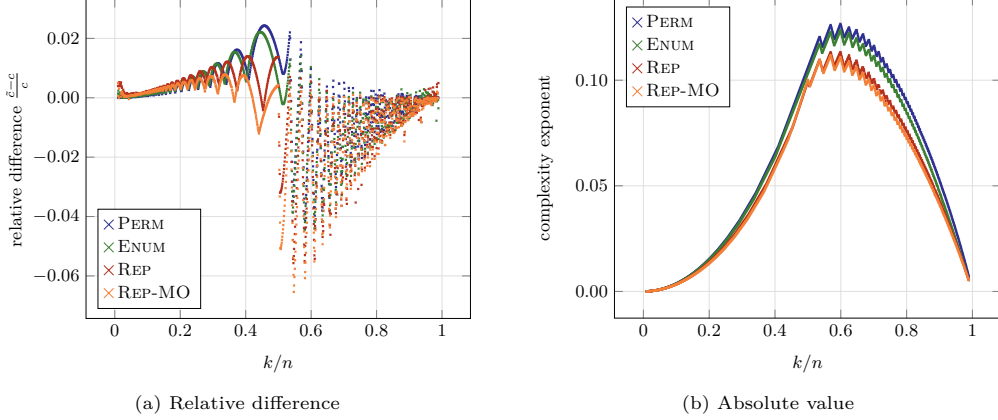 0.02
0.00
−0.02
−0.04
−0.06
relative difference c̃−c/c
PERM
ENUM
REP
REP-MO
0
0.2
0.4
0.6
0.8
1
k/n
(a) Relative difference
0.10
0.05
0.00
complexity exponent
PERM
ENUM
REP
REP-MO
0
0.2
0.4
0.6
0.8
1
k/n
(b) Absolute value